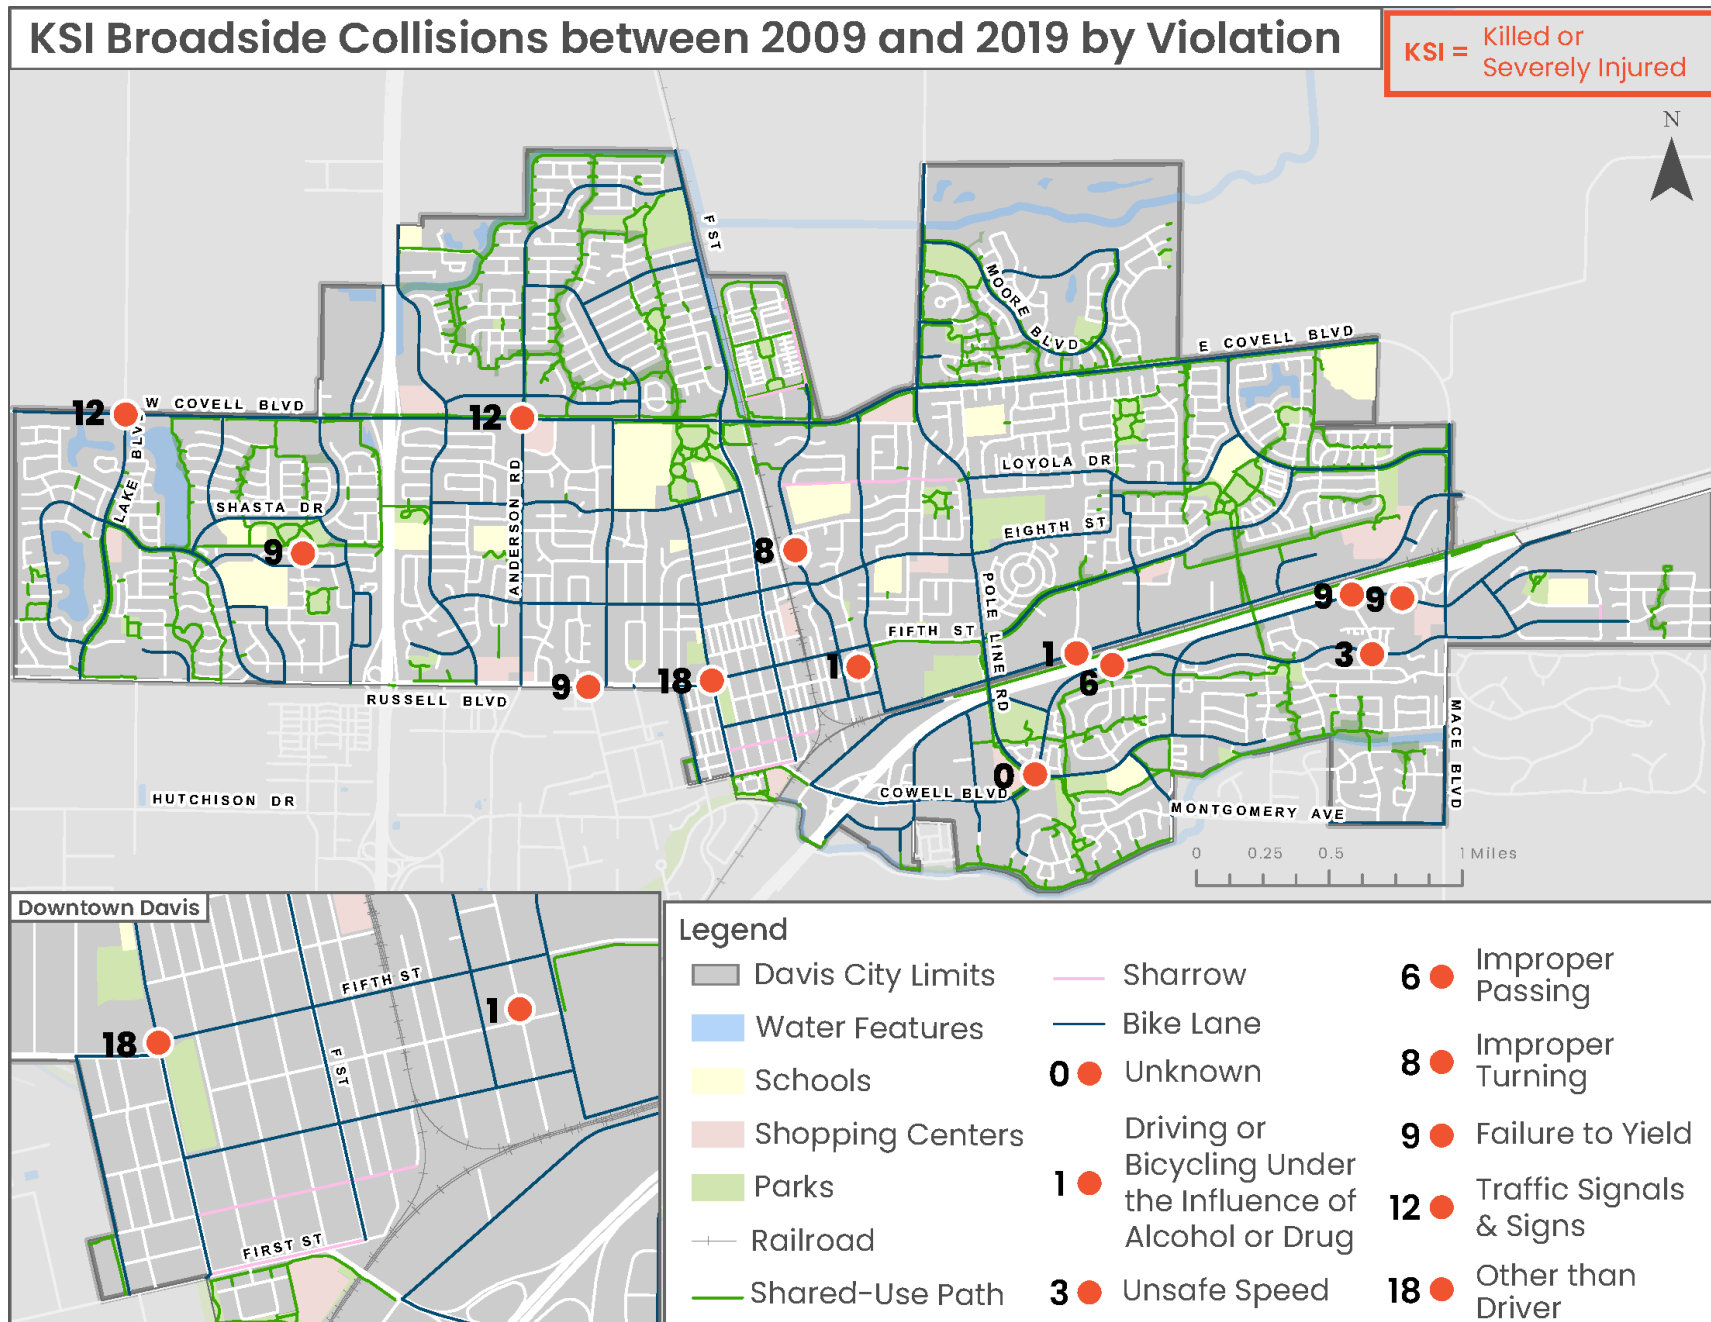 KSI Broadside Collisions between 2009 and 2019 by Violation
KSI = Killed or
Severely Injured
N
F ST
MOORE BLVD
E COVELL BLVD
12
W COVELL BLVD
12
LAKE BLVD
ANDERSON RD
LOYOLA DR
SHASTA DR
EIGHTH ST
9
8
POLE LINE RD
9
9
FIFTH ST
1
3
1
6
18
9
RUSSELL BLVD
MACE BLVD
0
COWELL BLVD
HUTCHISON DR
MONTGOMERY AVE
0 0.25 0.5 1 Miles
Downtown Davis
FIFTH ST
1
18
F ST
FIRST ST
Legend
Davis City Limits
Water Features
Schools
Shopping Centers
Parks
Railroad
Shared-Use Path
Sharrow
Bike Lane
0 Unknown
1 Driving or
Bicycling Under
the Influence of
Alcohol or Drug
3 Unsafe Speed
6 Improper
Passing
8 Improper
Turning
9 Failure to Yield
12 Traffic Signals
& Signs
18 Other than
Driver